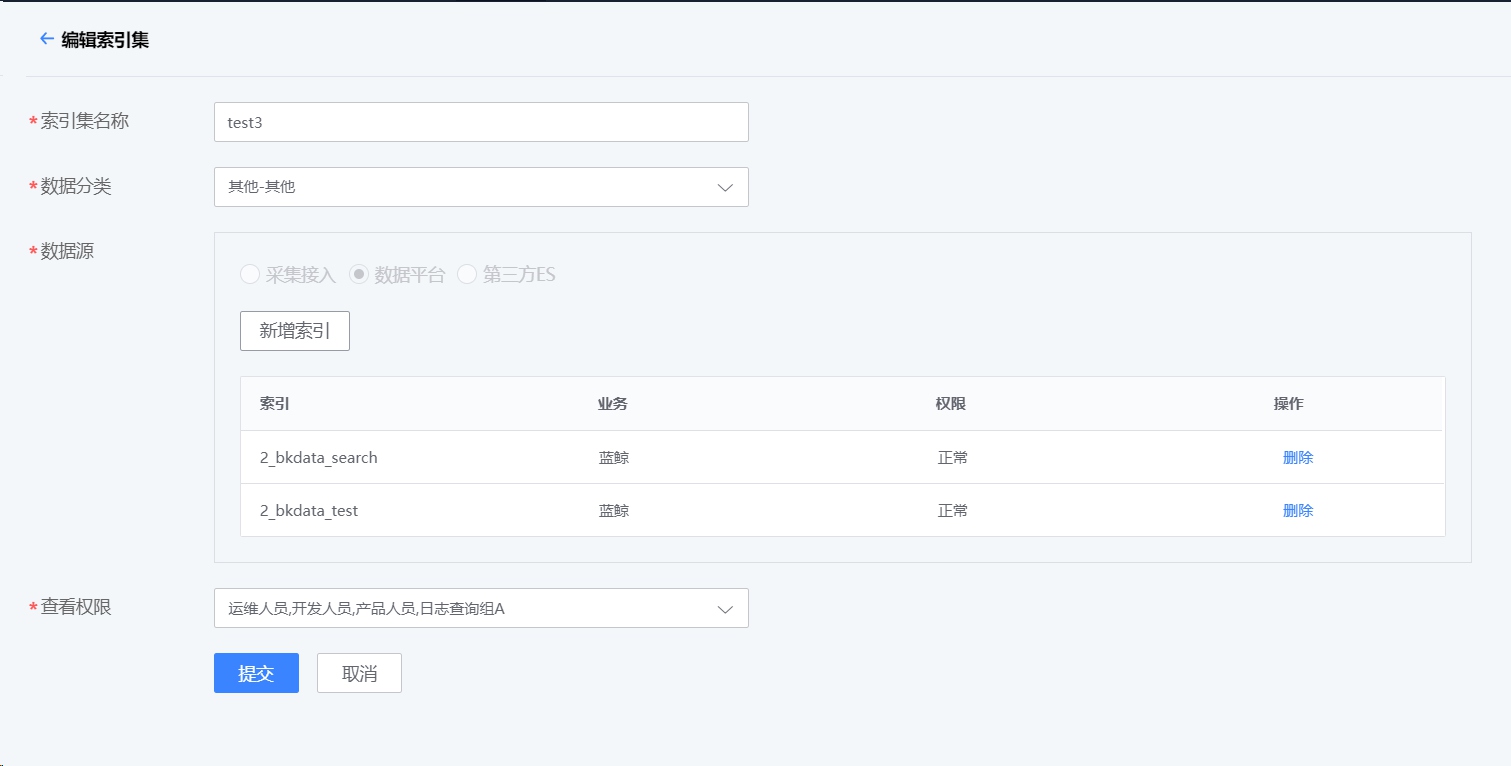 编辑索引集
*索引集名称
test3
*数据分类
其他-其他
*数据源
采集接入 数据平台 第三方ES
新增索引
索引 业务 权限 操作
2_bkdata_search 蓝鲸 正常 删除
2_bkdata_test 蓝鲸 正常 删除
*查看权限
运维人员,开发人员,产品人员,日志查询组A
提交 取消